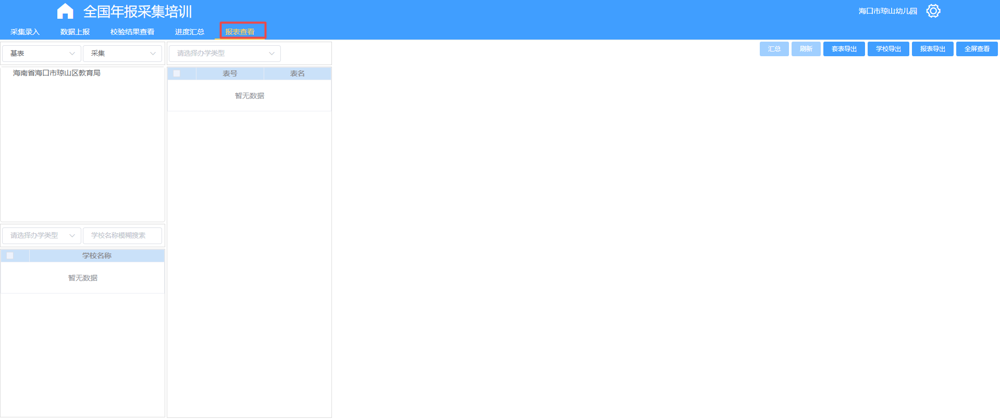 全国年报采集培训
海口市琼山幼儿园
采集录入 数据上报 校验结果查看 进度汇总 报表查看
基表 采集 请选择办学类型 汇总 刷新 套表导出 学校导出 报表导出 全屏查看
海南省海口市琼山区教育局
表号 表名
暂无数据
请选择办学类型 学校名称模糊搜索
学校名称
暂无数据